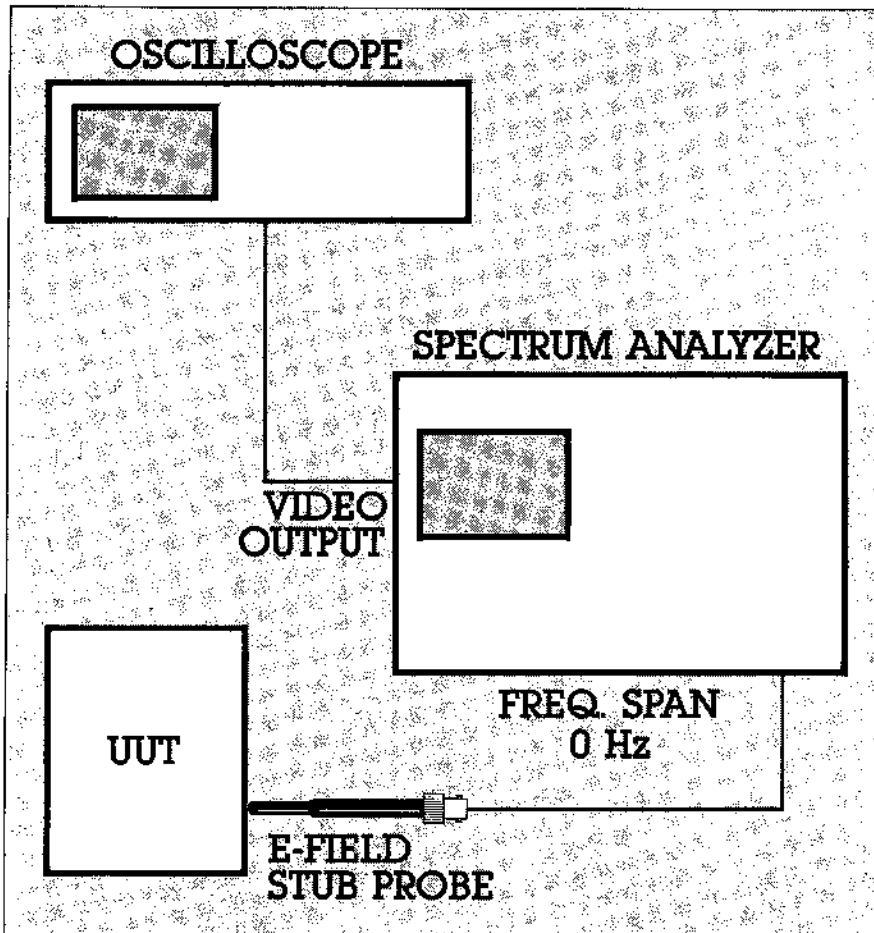 OSCILLOSCOPE
SPECTRUM ANALYZER
VIDEO
OUTPUT
FREQ. SPAN
0 Hz
UUT
E-FIELD
STUB PROBE